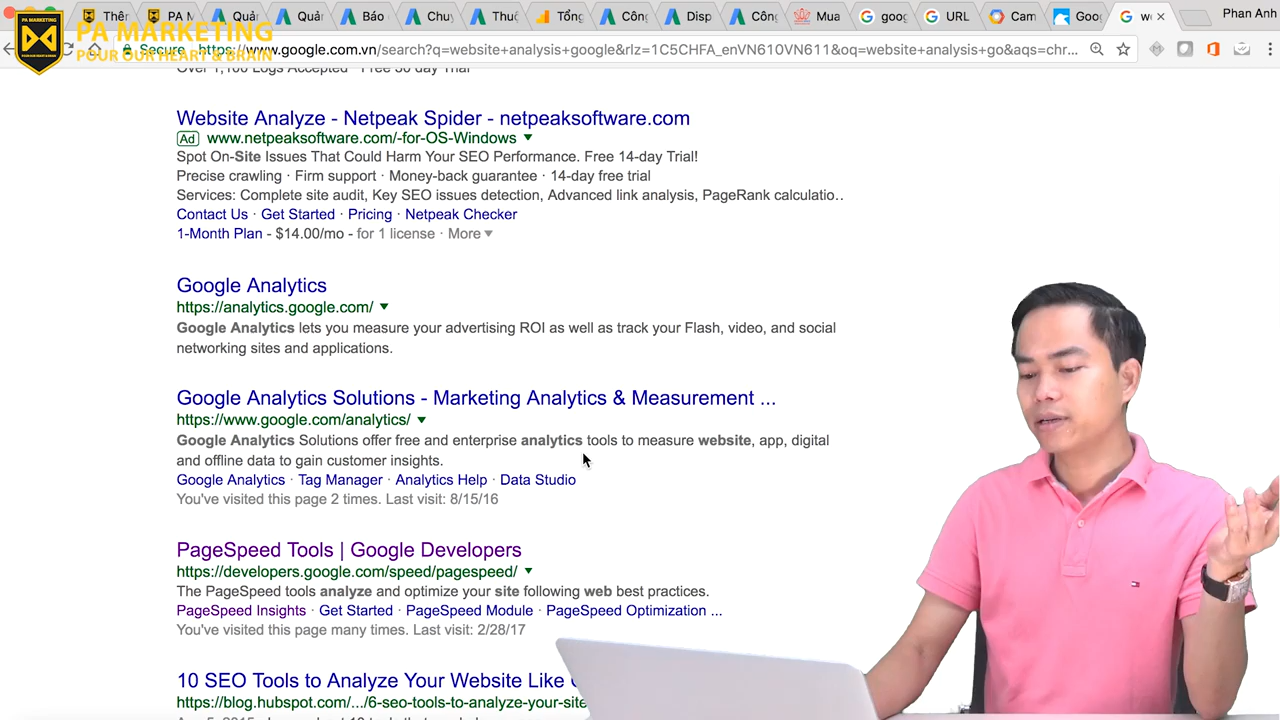 Thêr
PA M
Quả
Quả
Báo
Chu
Thu
Tổng
Côn
Disp
Côn
Mua
goog
URL
Cam
Goo
we
Phan Anh
PA MARKETING
POUR OUR HEART & BRAIN
Secure
https://www.google.com.vn/search?q=website+analysis+google&rlz=1C5CHFA_enVN610VN611&oq=website+analysis+go&aqs=chr...
Over 1,100 Logs Accepted · Free 30 day Trial
Website Analyze - Netpeak Spider - netpeaksoftware.com
Ad www.netpeaksoftware.com/-for-OS-Windows
Spot On-Site Issues That Could Harm Your SEO Performance. Free 14-day Trial!
Precise crawling · Firm support · Money-back guarantee · 14-day free trial
Services: Complete site audit, Key SEO issues detection, Advanced link analysis, PageRank calculatio..
Contact Us · Get Started · Pricing · Netpeak Checker
1-Month Plan - $14.00/mo - for 1 license · More
Google Analytics
https://analytics.google.com/
Google Analytics lets you measure your advertising ROI as well as track your Flash, video, and social
networking sites and applications.
Google Analytics Solutions - Marketing Analytics & Measurement ...
https://www.google.com/analytics/
Google Analytics Solutions offer free and enterprise analytics tools to measure website, app, digital
and offline data to gain customer insights.
Google Analytics · Tag Manager · Analytics Help · Data Studio
You've visited this page 2 times. Last visit: 8/15/16
PageSpeed Tools | Google Developers
https://developers.google.com/speed/pagespeed/
The PageSpeed tools analyze and optimize your site following web best practices.
PageSpeed Insights · Get Started · PageSpeed Module · PageSpeed Optimization ...
You've visited this page many times. Last visit: 2/28/17
10 SEO Tools to Analyze Your Website Like
https://blog.hubspot.com/.../6-seo-tools-to-analyze-your-site